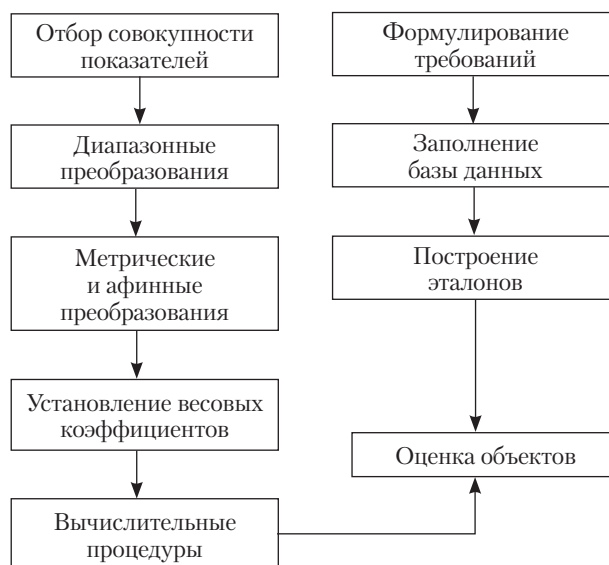 Отбор совокупности
показателей
Диапазонные
преобразования
Метрические
и афинные
преобразования
Установление весовых
коэффициентов
Вычислительные
процедуры
Формулирование
требований
Заполнение
базы данных
Построение
эталонов
Оценка объектов